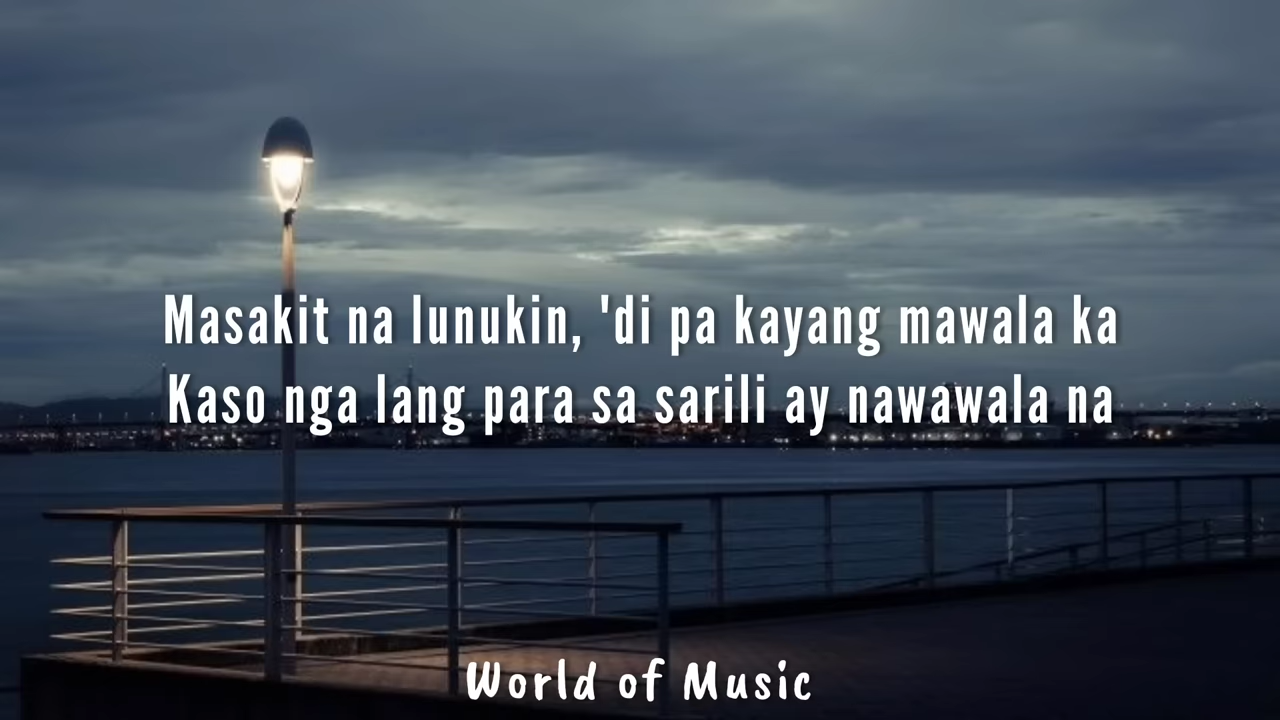 Masakit na lunukin, 'di pa kayang mawala ka
Kaso nga lang para sa sarili ay nawawala na
World of Music